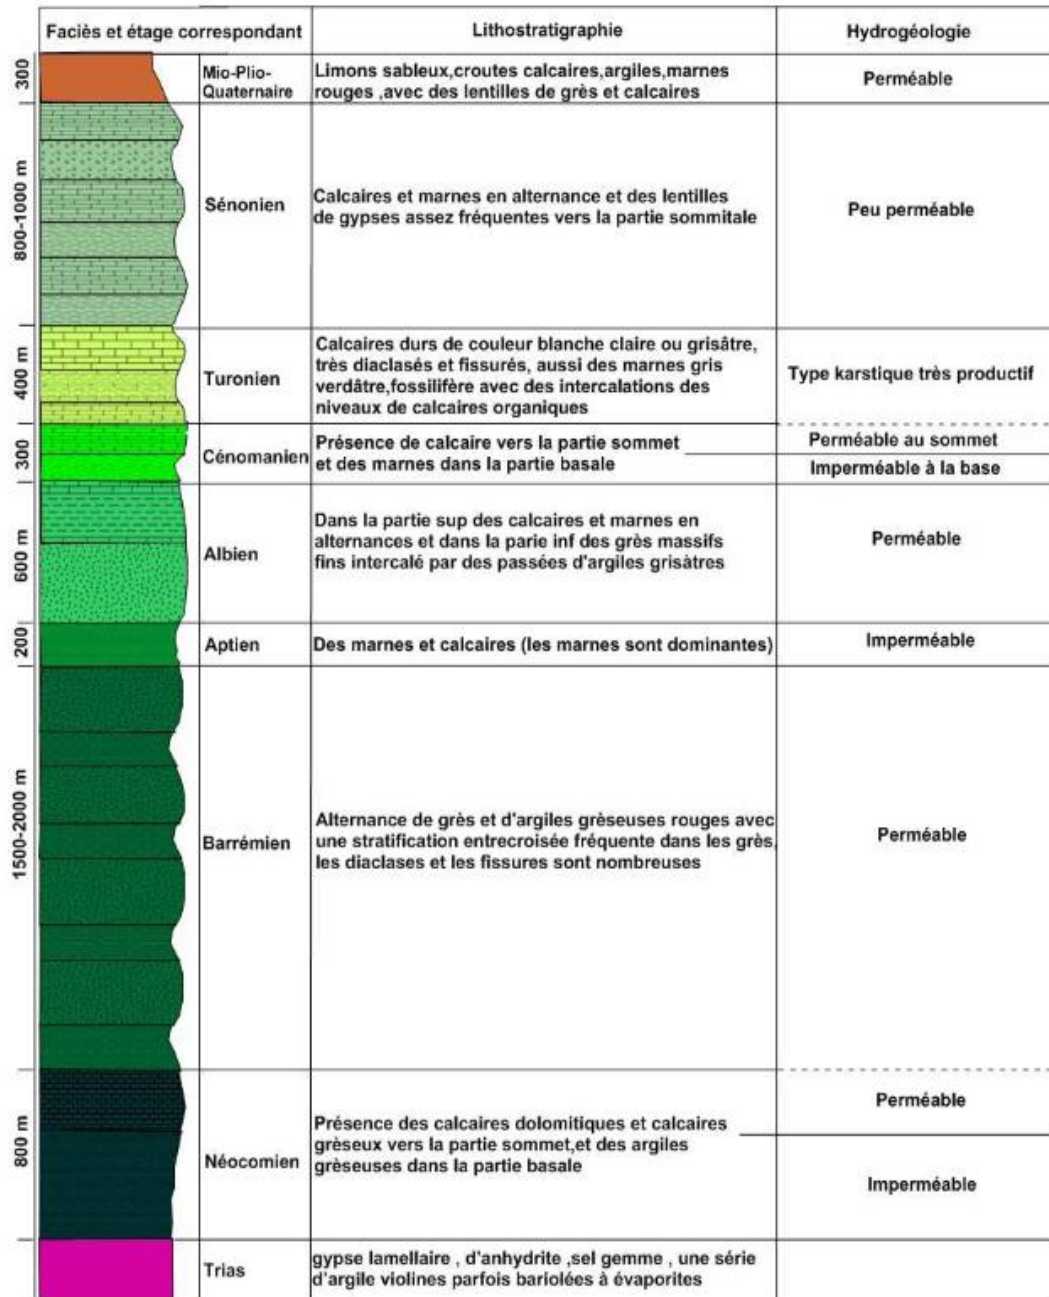 Faciès et étage correspondant
Lithostratigraphie
Hydrogéologie
300
Mio-Plio-
Quaternaire
Limons sableux,croutes calcaires,argiles,marnes
rouges ,avec des lentilles de grès et calcaires
Perméable
800-1000 m
Sénonien
Calcaires et marnes en alternance et des lentilles
de gypses assez fréquentes vers la partie sommitale
Peu perméable
400 m
Turonien
Calcaires durs de couleur blanche claire ou grisâtre,
très diaclasés et fissurés, aussi des marnes gris
verdâtre,fossilifère avec des intercalations des
niveaux de calcaires organiques
Type karstique très productif
300
Cénomanien
Présence de calcaire vers la partie sommet
et des marnes dans la partie basale
Perméable au sommet
Imperméable à la base
600 m
Albien
Dans la partie sup des calcaires et marnes en
alternances et dans la parie inf des grès massifs
fins intercalé par des passées d'argiles grisàtres
Perméable
200
Aptien
Des marnes et calcaires (les marnes sont dominantes)
Imperméable
1500-2000 m
Barrémien
Alternance de grès et d'argiles grèseuses rouges avec
une stratification entrecroisée fréquente dans les grès,
les diaclases et les fissures sont nombreuses
Perméable
800 m
Néocomien
Présence des calcaires dolomitiques et calcaires
grèseux vers la partie sommet,et des argiles
grèseuses dans la partie basale
Perméable
Imperméable
Trias
gypse lamellaire , d'anhydrite ,sel gemme , une série
d'argile violines parfois bariolées à évaporites